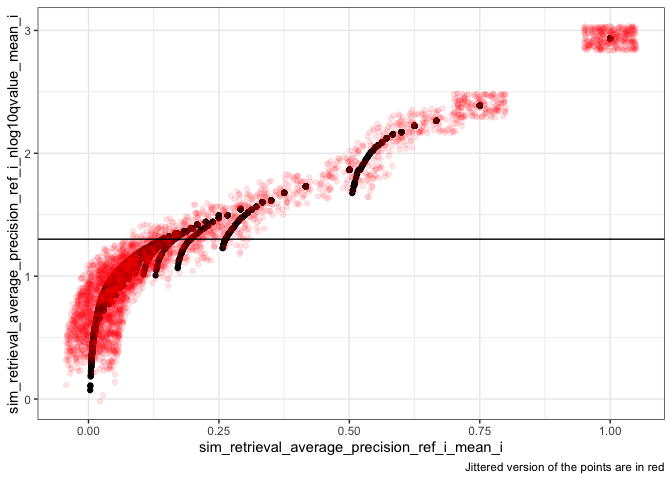 sim_retrieval_average_precision_ref_i_nlog10qvalue_mean_i
3
2
1
0
0.00 0.25 0.50 0.75 1.00
sim_retrieval_average_precision_ref_i_mean_i
Jittered version of the points are in red